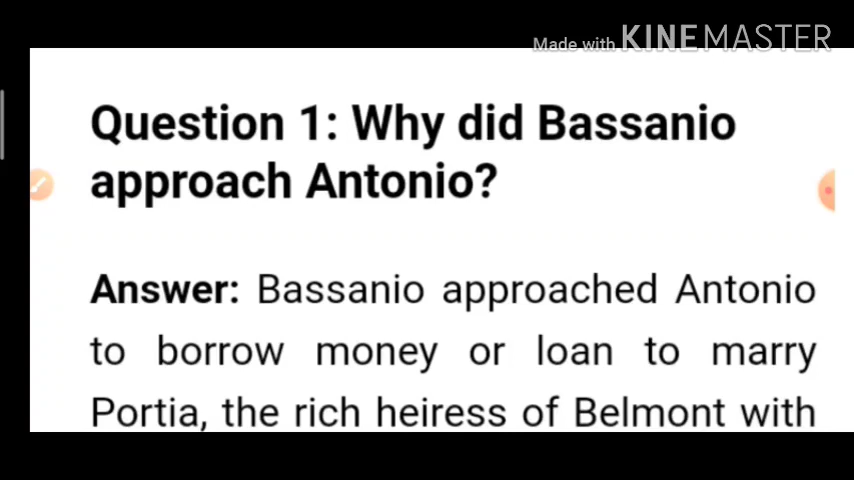 Made with KINEMASTER
Question 1: Why did Bassanio
approach Antonio?
Answer: Bassanio approached Antonio
to borrow money or loan to marry
Portia, the rich heiress of Belmont with